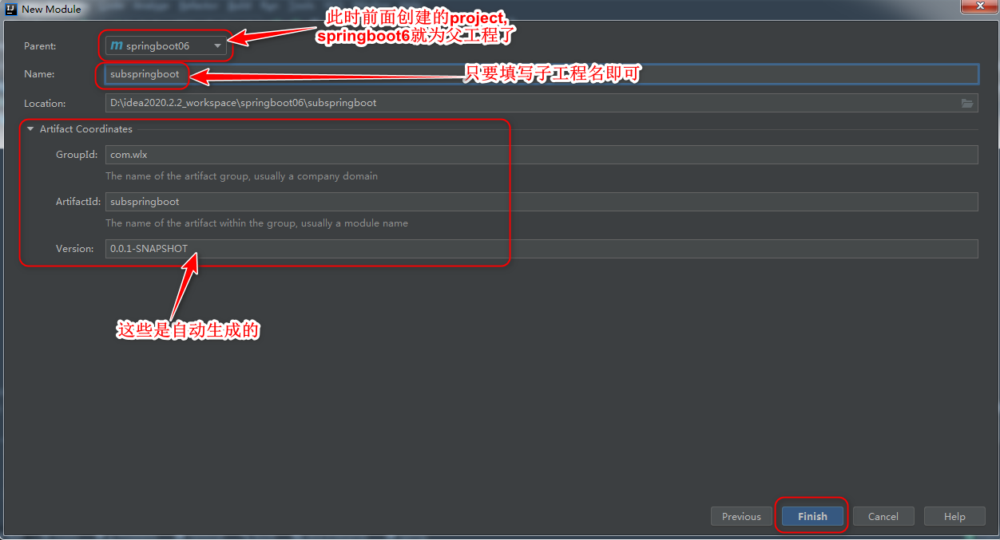 New Module
此时前面创建的project,
springboot6就为父工程了
Parent:
springboot06
Name:
subspringboot
只要填写子工程名即可
Location:
D:\idea2020.2.2_workspace\springboot06\subspringboot
Artifact Coordinates
GroupId:
com.wlx
The name of the artifact group, usually a company domain
ArtifactId:
subspringboot
The name of the artifact within the group, usually a module name
Version:
0.0.1-SNAPSHOT
这些是自动生成的
Previous
Finish
Cancel
Help